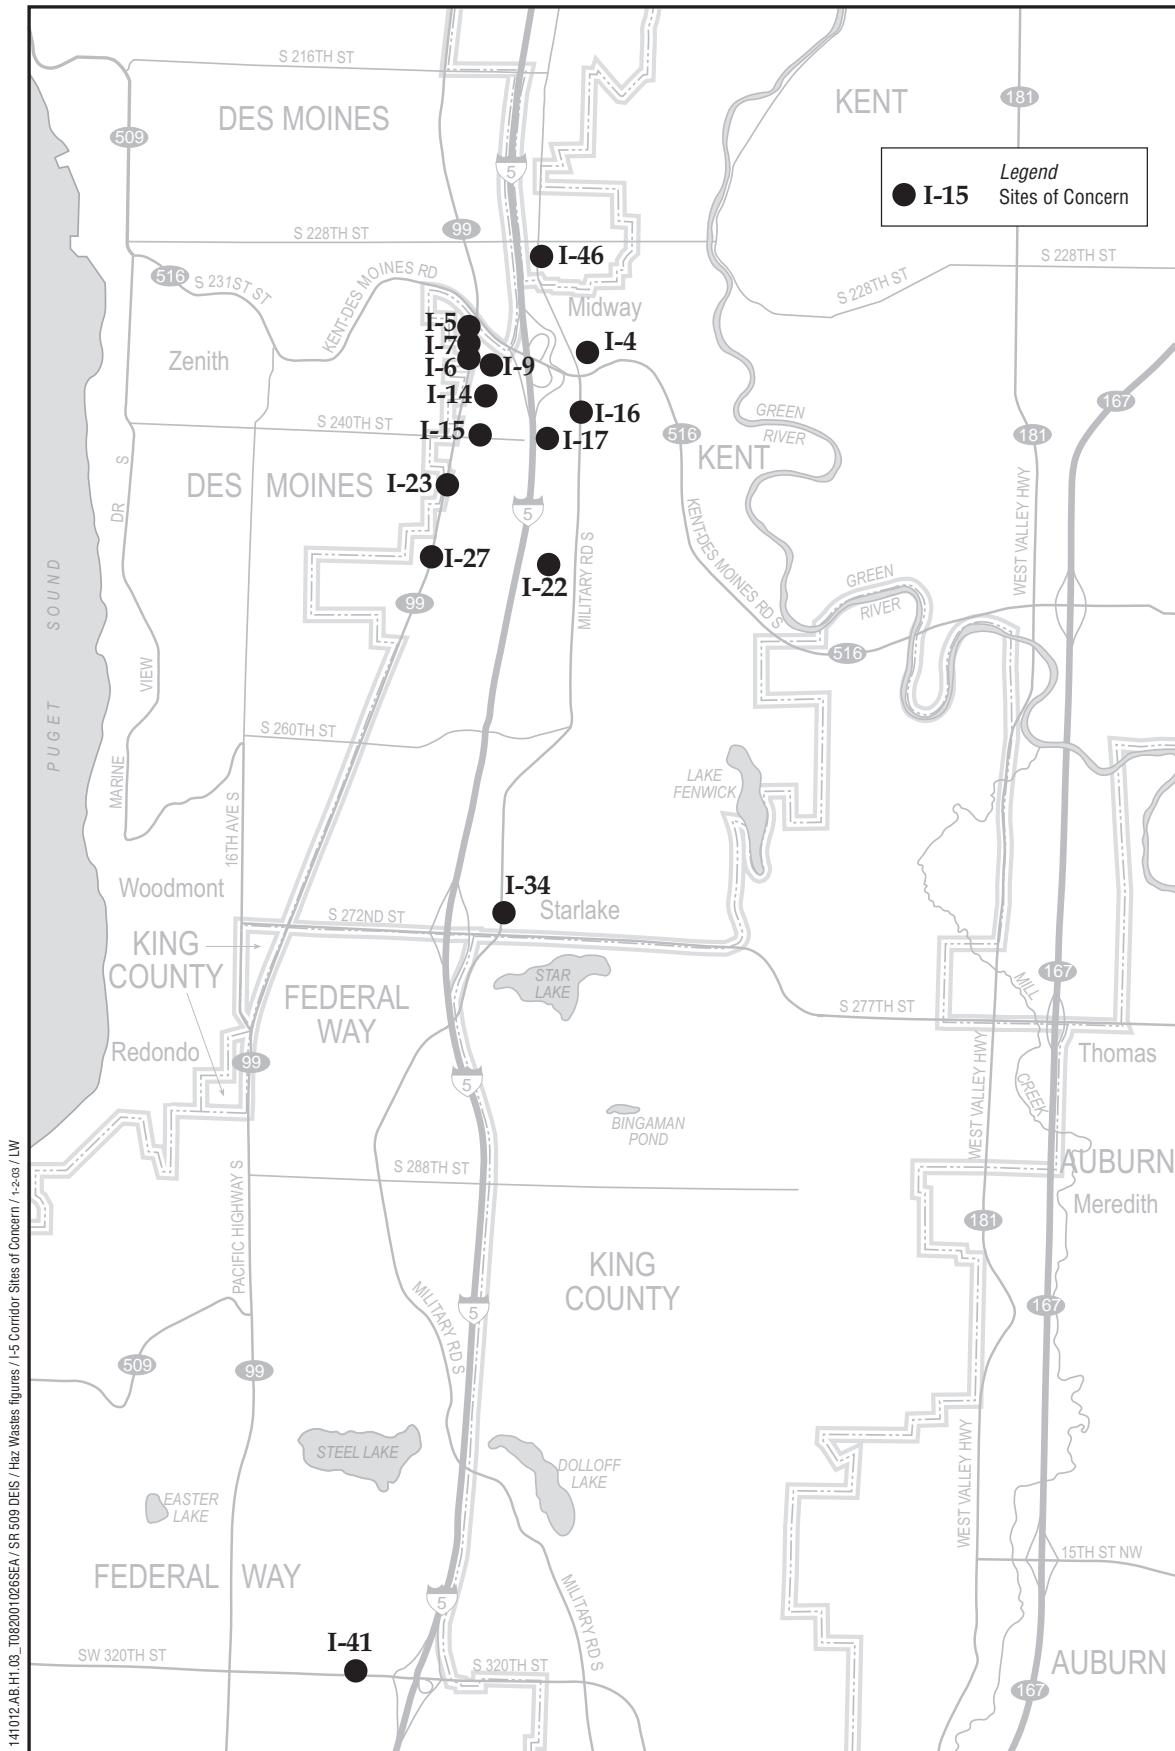 S 216TH ST
DES MOINES
KENT
181
509
5
Legend
I-15
Sites of Concern
99
S 228TH ST
I-46
S 228TH ST
S 228TH ST
516
S 231ST ST
KENT-DES MOINES RD
Midway
I-5
I-7
I-6
I-9
I-4
Zenith
I-14
I-16
167
S 240TH ST
I-15
I-17
516
GREEN
RIVER
181
KENT
DES MOINES
I-23
5
DR S
WEST VALLEY HWY
KENT-DES MOINES RD S
I-27
I-22
MILITARY RD S
GREEN
RIVER
99
516
PUGET SOUND
MARINE VIEW
S 260TH ST
LAKE
FENWICK
16TH AVE S
Woodmont
I-34
Starlake
S 272ND ST
KING
COUNTY
STAR
LAKE
167
MILL
CREEK
FEDERAL
WAY
S 277TH ST
Redondo
99
Thomas
WEST VALLEY HWY
5
BINGAMAN
POND
S 288TH ST
AUBURN
Meredith
PACIFIC HIGHWAY S
181
KING
COUNTY
MILITARY RD S
5
167
509
99
STEEL LAKE
DOLLOFF
LAKE
WEST VALLEY HWY
EASTER
LAKE
15TH ST NW
FEDERAL WAY
5
MILITARY RD S
I-41
SW 320TH ST
S 320TH ST
AUBURN
167
141012.AB.H1.03_T082001026SEA / SR 509 DEIS / Haz Wastes figures / I-5 Corridor Sites of Concern / 1-2-03 / LW